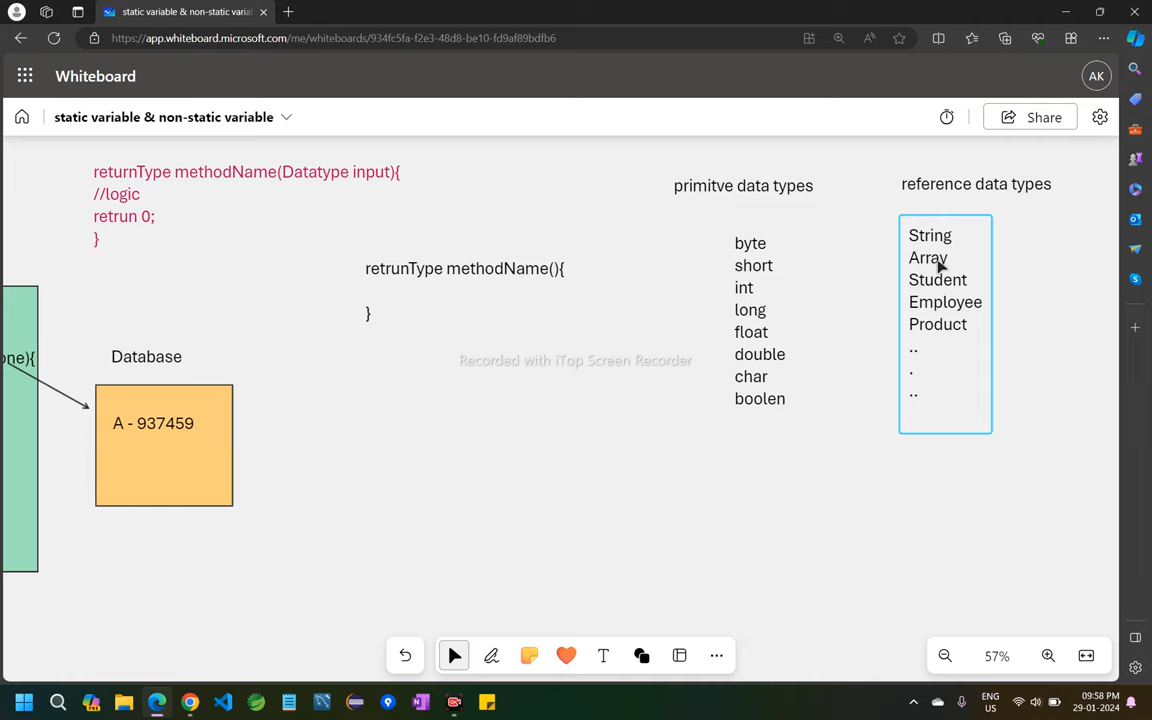 static variable & non-static varia
https://app.whiteboard.microsoft.com/me/whiteboards/934fc5fa-f2e3-48d8-be10-fd9af89bdfb6
Whiteboard
AK
static variable & non-static variable
Share
returnType methodName(Datatype input){
//logic
retrun 0;
}
retrunType methodName(){
}
primitve data types
byte
short
int
long
float
double
char
boolen
reference data types
String
Array
Student
Employee
Product
..
.
..
one){
Database
A - 937459
Recorded with iTop Screen Recorder
57%
ENG
US
09:58 PM
29-01-2024